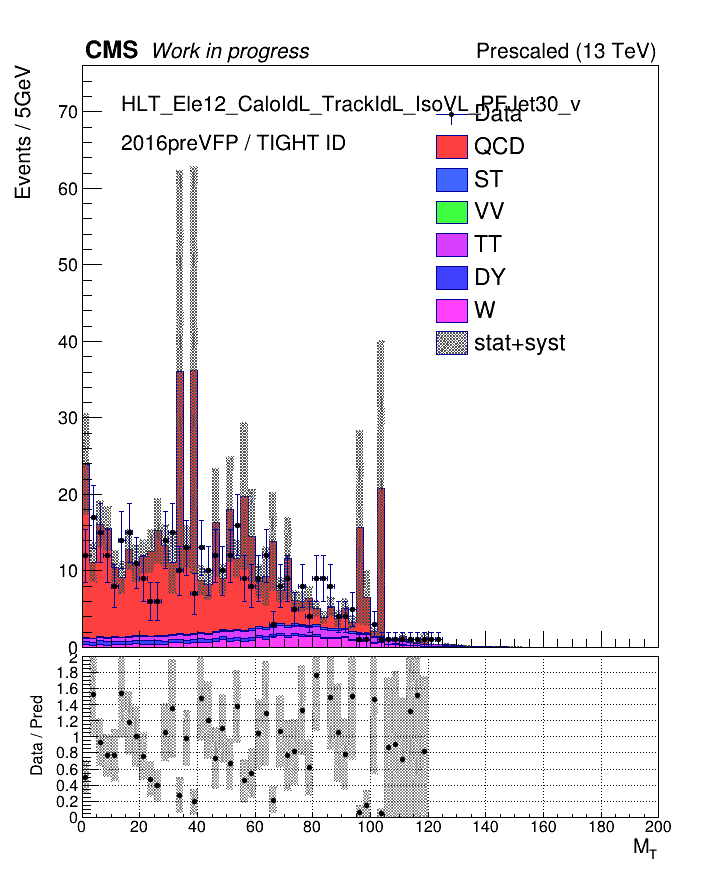 CMS Work in progress Prescaled (13 TeV)
Events / 5GeV
HLT_Ele12_CaloIdL_TrackIdL_IsoVL_PFJet30_v
2016preVFP / TIGHT ID
Data
QCD
ST
VV
TT
DY
W
stat+syst
70
60
50
40
30
20
10
0
Data / Pred
2
1.8
1.6
1.4
1.2
1
0.8
0.6
0.4
0.2
0
0 20 40 60 80 100 120 140 160 180 200
M_T